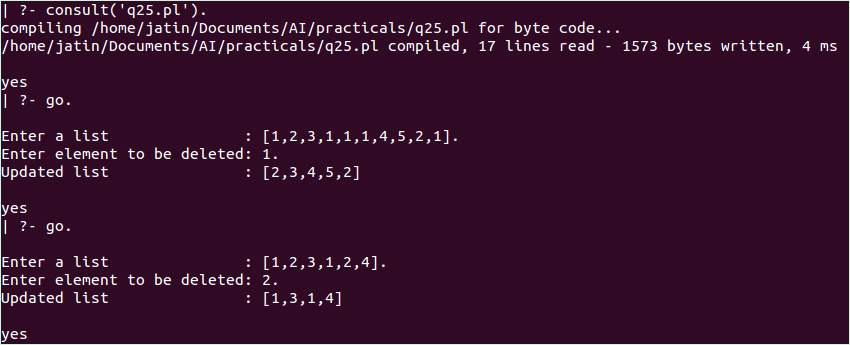 | ?- consult('q25.pl').
compiling /home/jatin/Documents/AI/practicals/q25.pl for byte code...
/home/jatin/Documents/AI/practicals/q25.pl compiled, 17 lines read - 1573 bytes written, 4 ms
yes
| ?- go.
Enter a list                : [1,2,3,1,1,1,4,5,2,1].
Enter element to be deleted: 1.
Updated list                : [2,3,4,5,2]
yes
| ?- go.
Enter a list                : [1,2,3,1,2,4].
Enter element to be deleted: 2.
Updated list                : [1,3,1,4]
yes